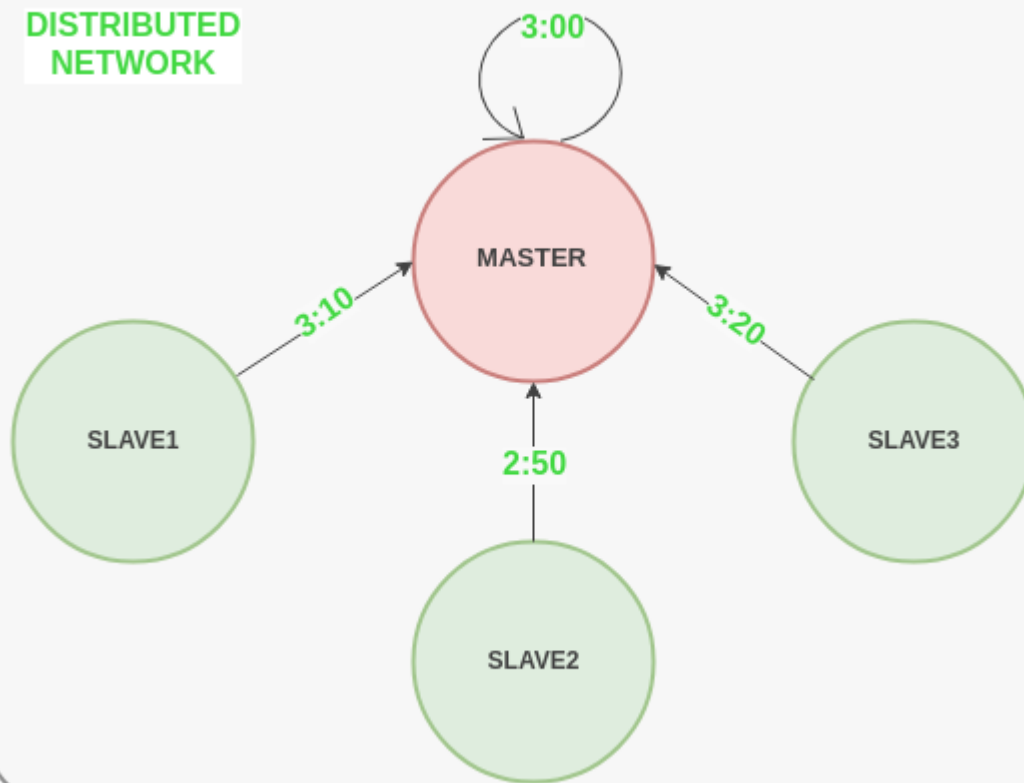 DISTRIBUTED
NETWORK
3:00
MASTER
3:10
3:20
SLAVE1
2:50
SLAVE3
SLAVE2